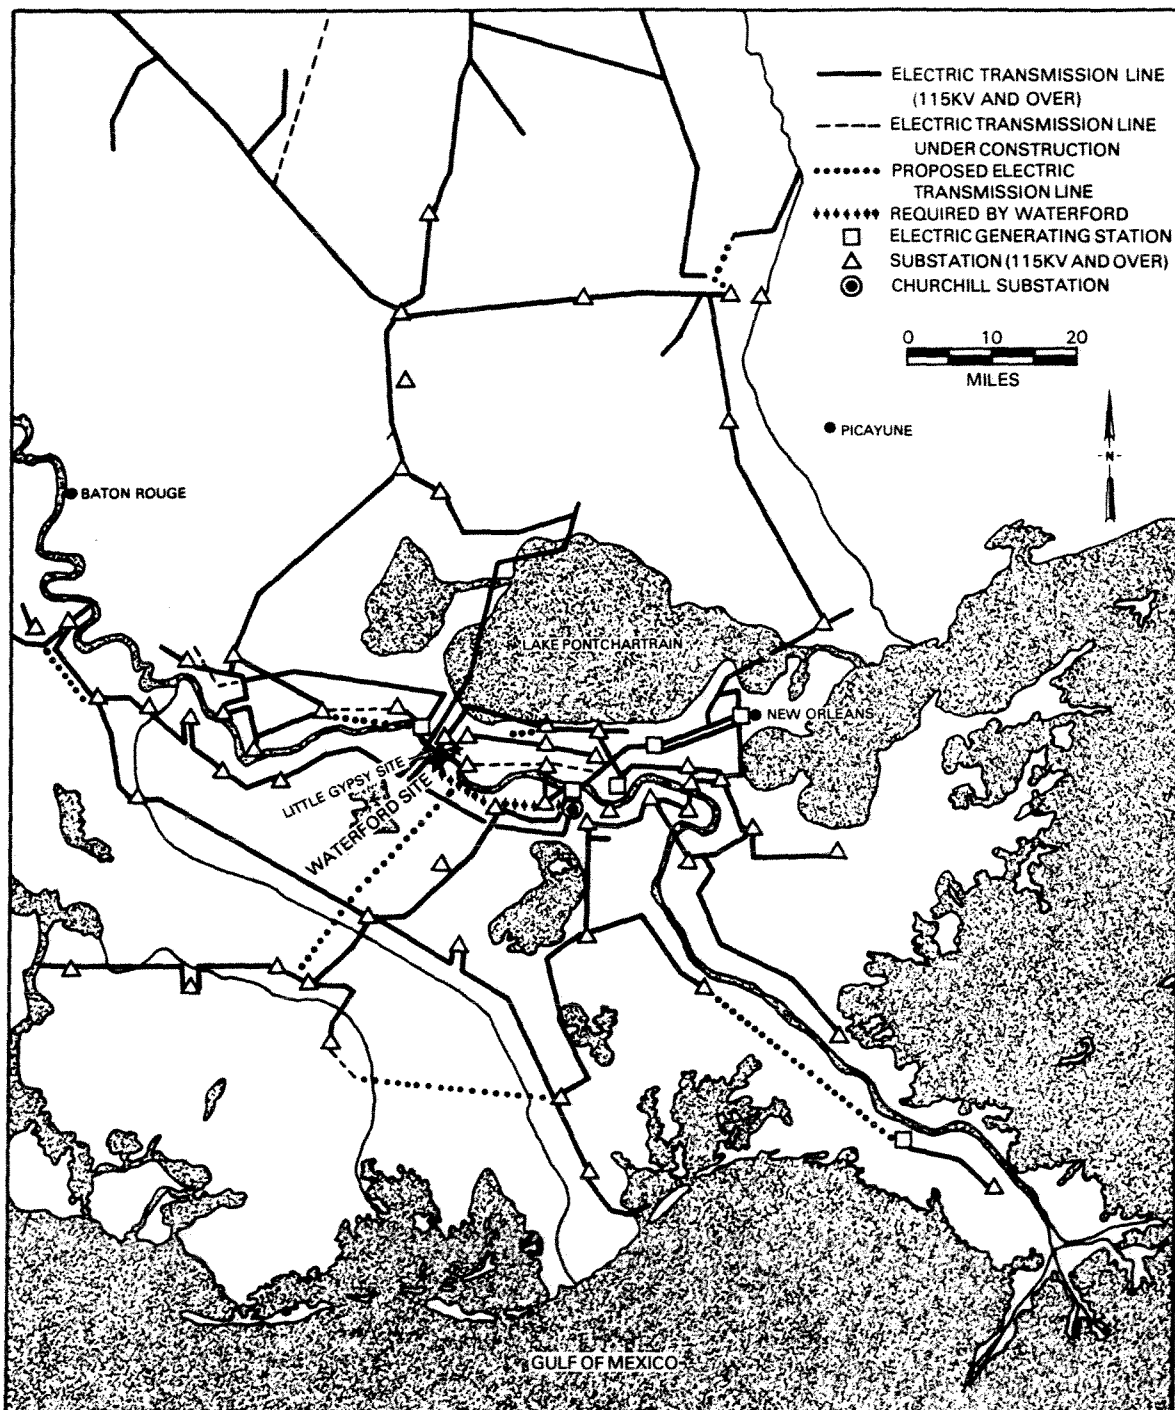 ELECTRIC TRANSMISSION LINE
(115KV AND OVER)
ELECTRIC TRANSMISSION LINE
UNDER CONSTRUCTION
PROPOSED ELECTRIC
TRANSMISSION LINE
REQUIRED BY WATERFORD
ELECTRIC GENERATING STATION
SUBSTATION (115KV AND OVER)
CHURCHILL SUBSTATION
0 10 20
MILES
PICAYUNE
-N-
BATON ROUGE
LAKE PONTCHARTRAIN
NEW ORLEANS
LITTLE GYPSY SITE
WATERFORD SITE
GULF OF MEXICO